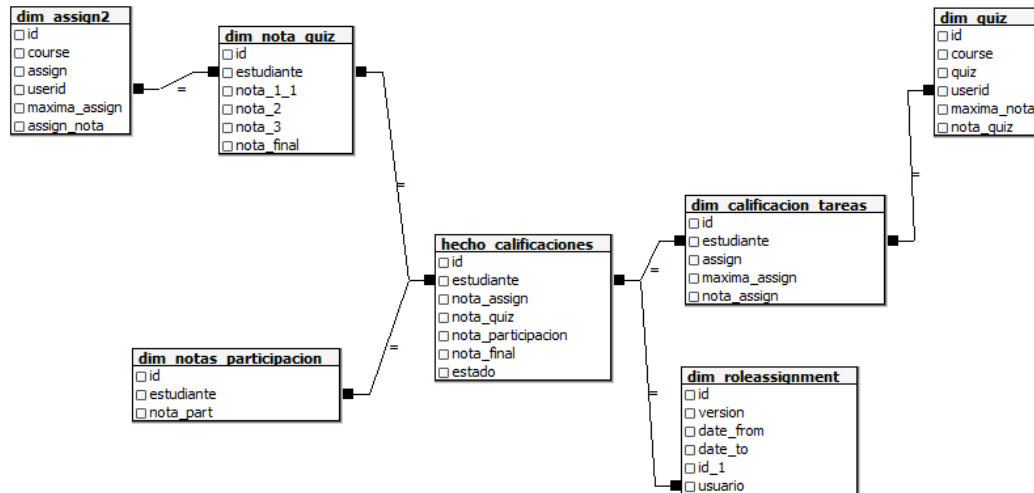 dim_assign2
id
course
assign
userid
maxima_assign
assign_nota
dim_nota_quiz
id
estudiante
nota_1_1
nota_2
nota_3
nota_final
dim_quiz
id
course
quiz
userid
maxima_nota
nota_quiz
=
=
=
dim_calificacion_tareas
id
estudiante
assign
maxima_assign
nota_assign
hecho_calificaciones
id
estudiante
nota_assign
nota_quiz
nota_participacion
nota_final
estado
=
=
=
dim_notas_participacion
id
estudiante
nota_part
dim_roleassignment
id
version
date_from
date_to
id_1
usuario